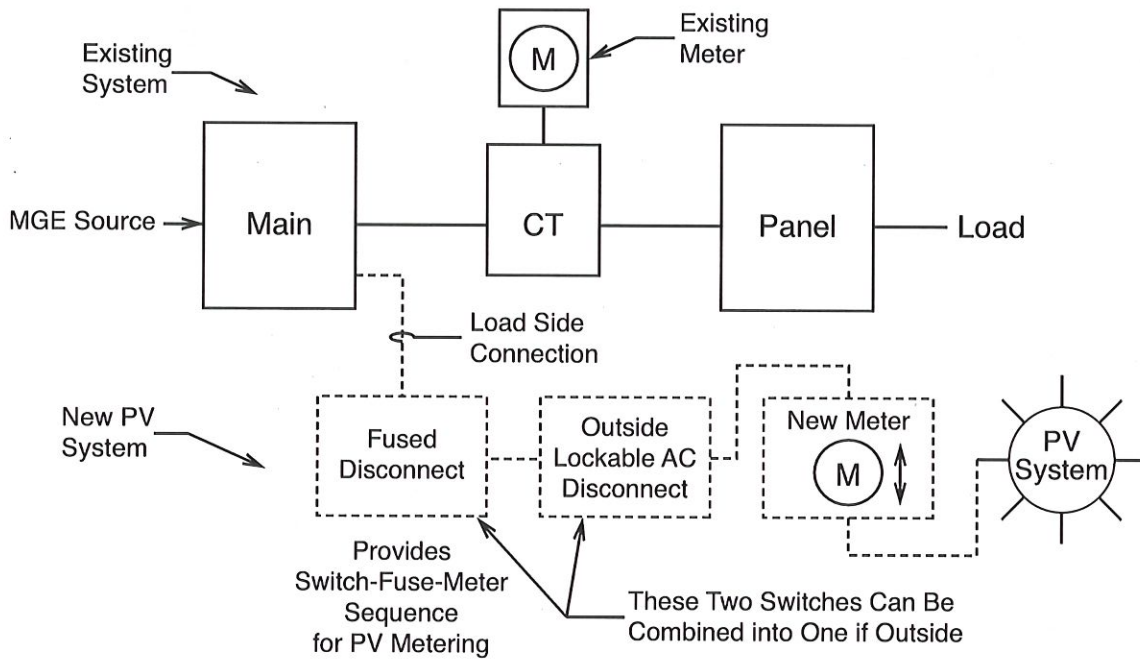 Existing
System
M
Existing
Meter
MGE Source
Main
CT
Panel
Load
Load Side
Connection
New PV
System
Fused
Disconnect
Outside
Lockable AC
Disconnect
New Meter
M
PV
System
Provides
Switch-Fuse-Meter
Sequence
for PV Metering
These Two Switches Can Be
Combined into One if Outside